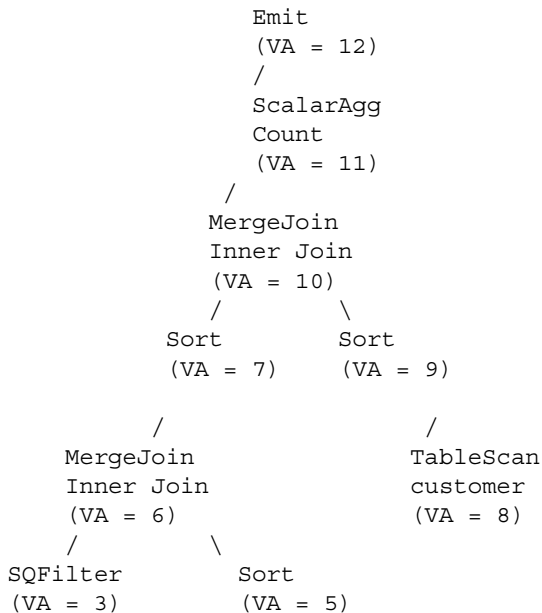 Emit
(VA = 12)
/
ScalarAgg
Count
(VA = 11)
/
MergeJoin
Inner Join
(VA = 10)
/ \
Sort Sort
(VA = 7) (VA = 9)
/ /
MergeJoin TableScan
Inner Join customer
(VA = 6) (VA = 8)
/ \
SQFilter Sort
(VA = 3) (VA = 5)